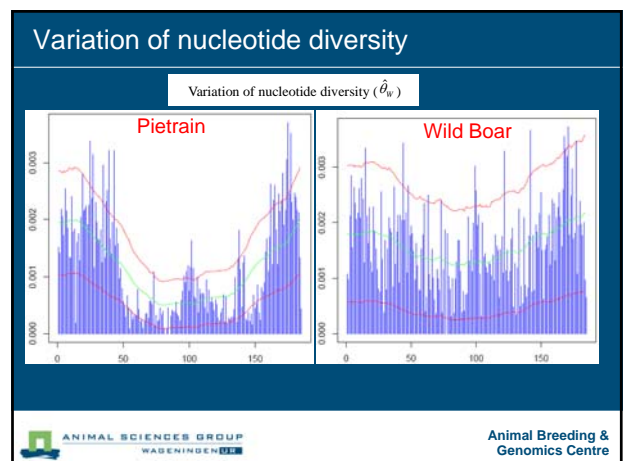 Variation of nucleotide diversity
Variation of nucleotide diversity ( θ̂_W )
Pietrain
0.003
0.002
0.001
0.000
0 50 100 150
Wild Boar
0.003
0.002
0.001
0.000
0 50 100 150
ANIMAL SCIENCES GROUP
WAGENINGEN UR
Animal Breeding &
Genomics Centre